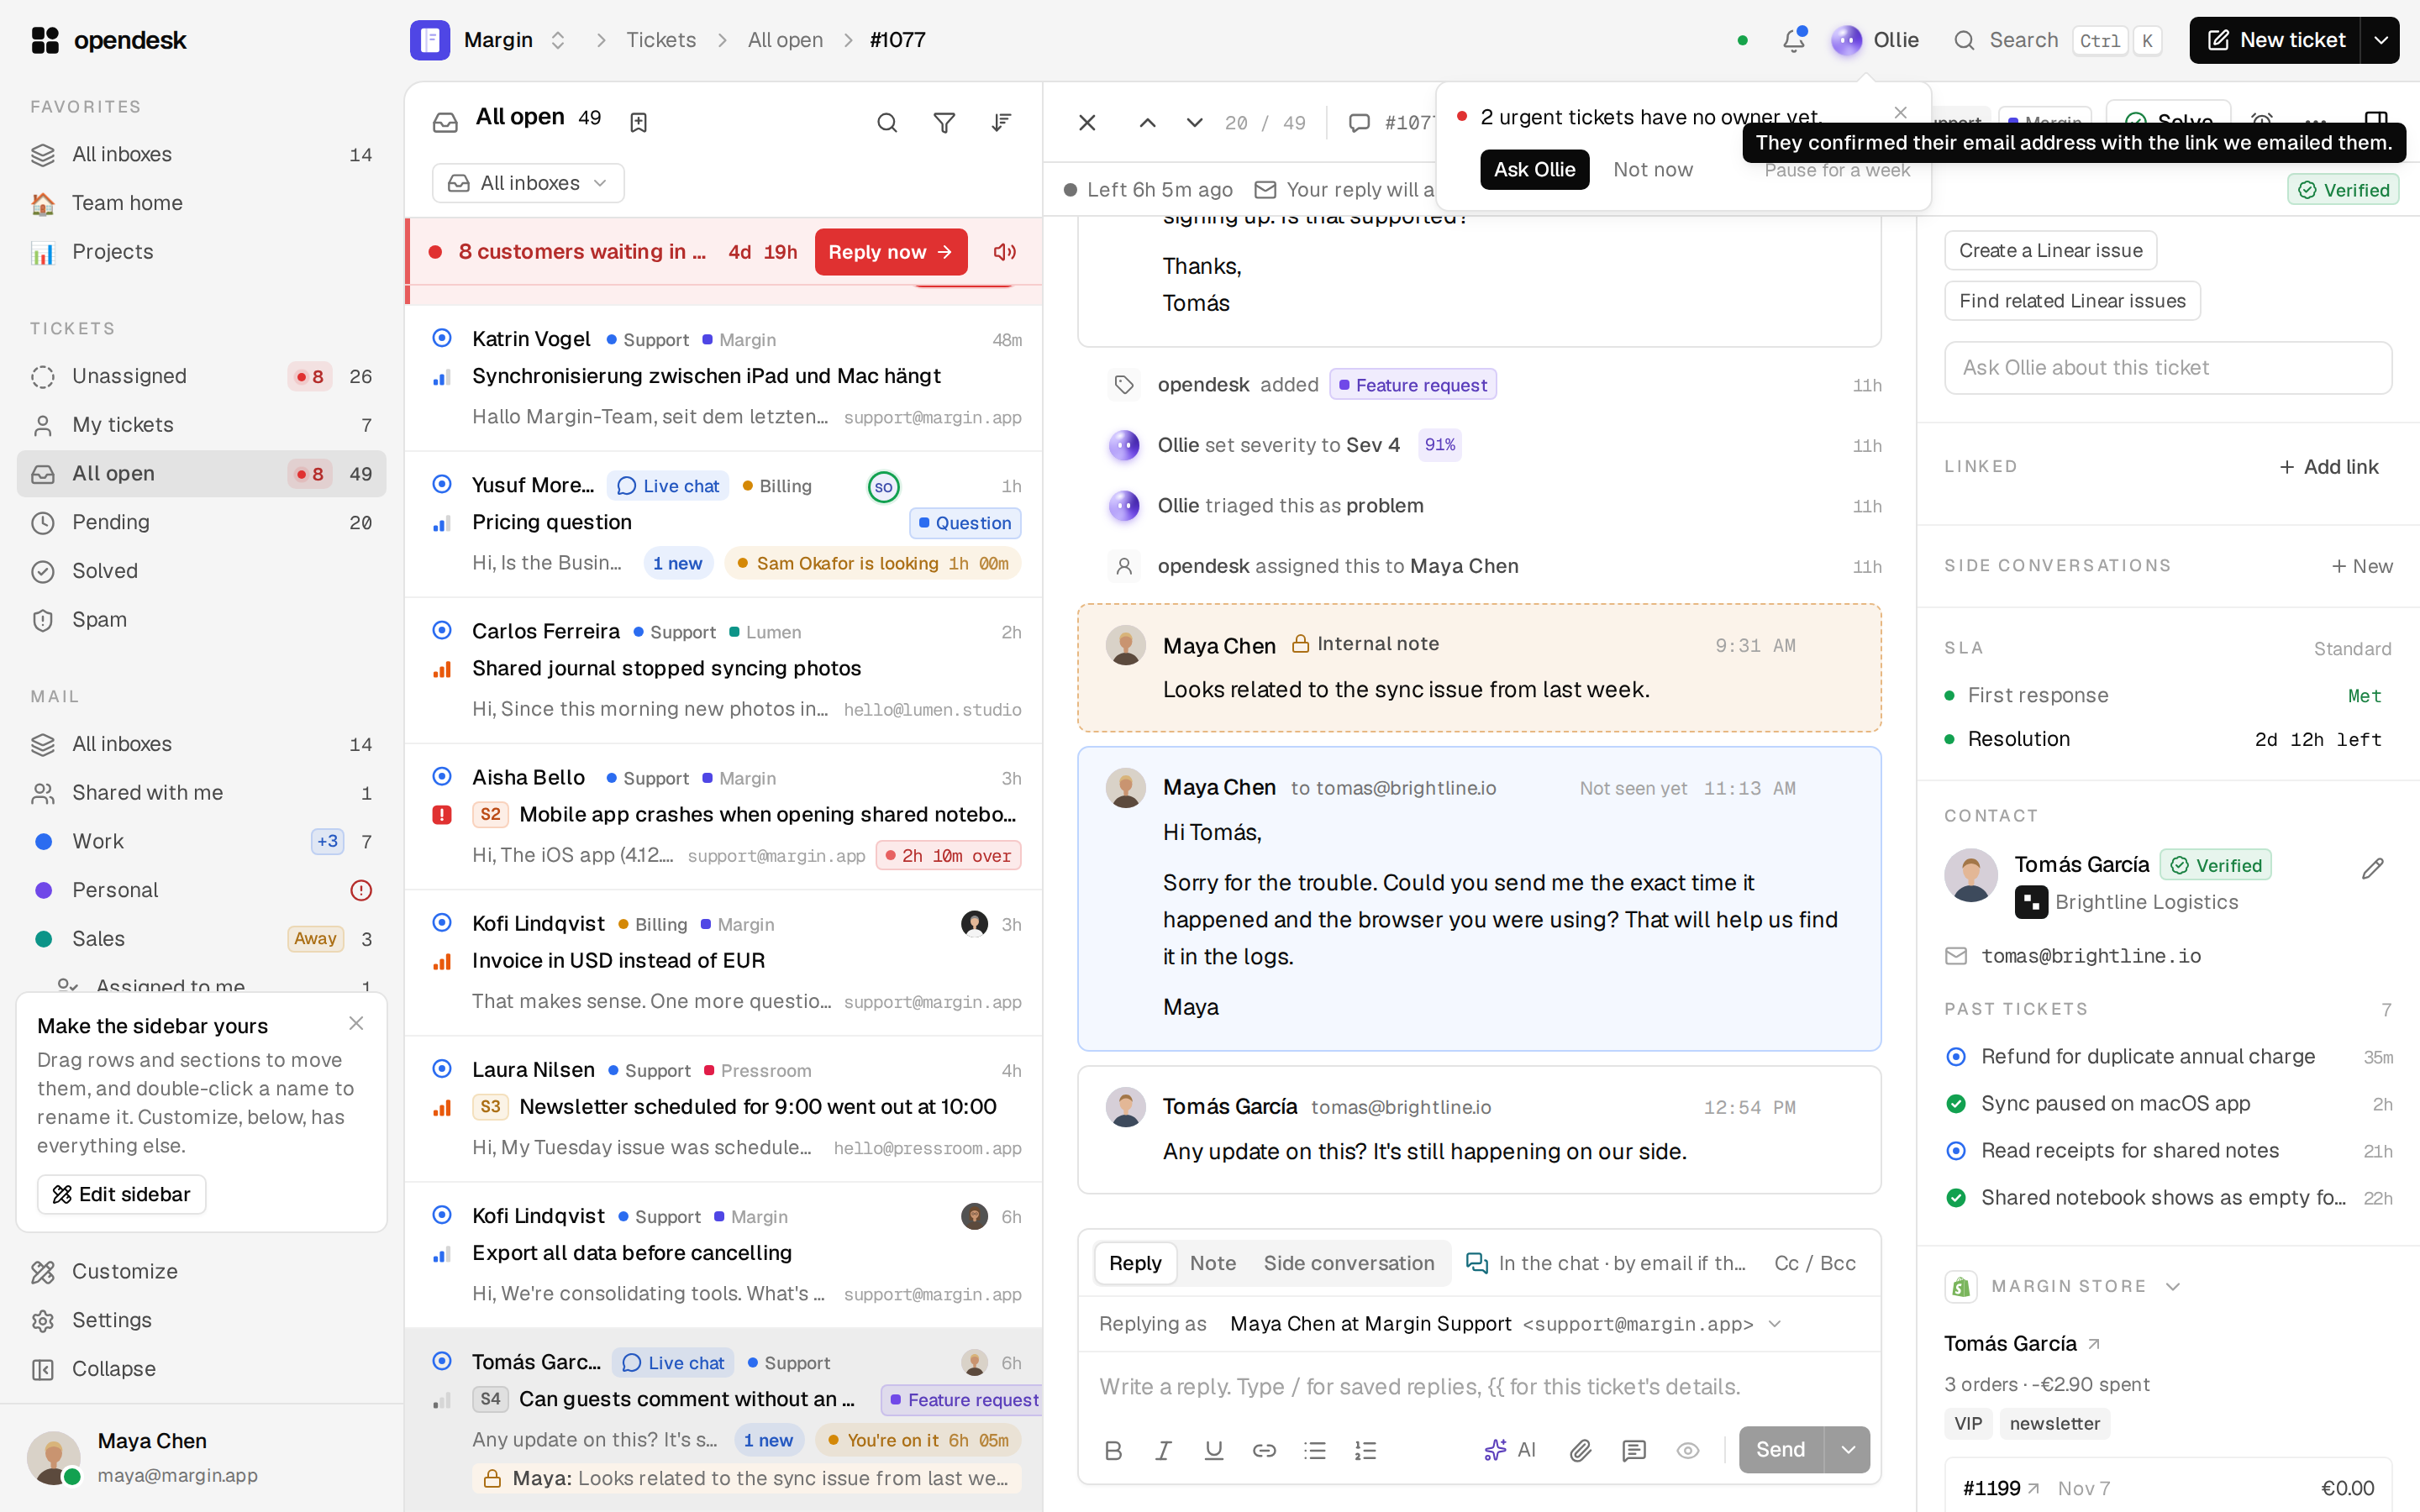 opendesk
Margin
Tickets
All open
#1077
Ollie
Search
Ctrl
K
New ticket
FAVORITES
All inboxes 14
Team home
Projects
TICKETS
Unassigned 8 26
My tickets 7
All open 8 49
Pending 20
Solved
Spam
MAIL
All inboxes 14
Shared with me 1
Work +3 7
Personal
Sales Away 3
Assigned to me 1
Make the sidebar yours
Drag rows and sections to move
them, and double-click a name to
rename it. Customize, below, has
everything else.
Edit sidebar
Customize
Settings
Collapse
Maya Chen
maya@margin.app
All open 49
All inboxes
8 customers waiting in ... 4d 19h Reply now
Katrin Vogel Support Margin 48m
Synchronisierung zwischen iPad und Mac hängt
Hallo Margin-Team, seit dem letzten... support@margin.app
Yusuf More... Live chat Billing SO 1h
Pricing question Question
Hi, Is the Busin... 1 new Sam Okafor is looking 1h 00m
Carlos Ferreira Support Lumen 2h
Shared journal stopped syncing photos
Hi, Since this morning new photos in... hello@lumen.studio
Aisha Bello Support Margin 3h
S2 Mobile app crashes when opening shared notebo...
Hi, The iOS app (4.12.... support@margin.app 2h 10m over
Kofi Lindqvist Billing Margin 3h
Invoice in USD instead of EUR
That makes sense. One more questio... support@margin.app
Laura Nilsen Support Pressroom 4h
S3 Newsletter scheduled for 9:00 went out at 10:00
Hi, My Tuesday issue was schedule... hello@pressroom.app
Kofi Lindqvist Support Margin 6h
Export all data before cancelling
Hi, We're consolidating tools. What's ... support@margin.app
Tomás Garc... Live chat Support 6h
S4 Can guests comment without an ... Feature request
Any update on this? It's s... 1 new You're on it 6h 05m
Maya: Looks related to the sync issue from last we...
20 / 49 #1077
Margin Solve
2 urgent tickets have no owner yet.
Ask Ollie Not now Pause for a week
They confirmed their email address with the link we emailed them.
Left 6h 5m ago Your reply will a
Verified
signing up. Is that supported?
Thanks,
Tomás
opendesk added Feature request 11h
Ollie set severity to Sev 4 91% 11h
Ollie triaged this as problem 11h
opendesk assigned this to Maya Chen 11h
Maya Chen Internal note 9:31 AM
Looks related to the sync issue from last week.
Maya Chen to tomas@brightline.io Not seen yet 11:13 AM
Hi Tomás,
Sorry for the trouble. Could you send me the exact time it
happened and the browser you were using? That will help us find
it in the logs.
Maya
Tomás García tomas@brightline.io 12:54 PM
Any update on this? It's still happening on our side.
Reply Note Side conversation In the chat · by email if th... Cc / Bcc
Replying as Maya Chen at Margin Support <support@margin.app>
Write a reply. Type / for saved replies, {{ for this ticket's details.
AI
Send
Create a Linear issue
Find related Linear issues
Ask Ollie about this ticket
LINKED Add link
SIDE CONVERSATIONS New
SLA Standard
First response Met
Resolution 2d 12h left
CONTACT
Tomás García Verified
Brightline Logistics
tomas@brightline.io
PAST TICKETS 7
Refund for duplicate annual charge 35m
Sync paused on macOS app 2h
Read receipts for shared notes 21h
Shared notebook shows as empty fo... 22h
MARGIN STORE
Tomás García
3 orders · -€2.90 spent
VIP newsletter
#1199 Nov 7 €0.00